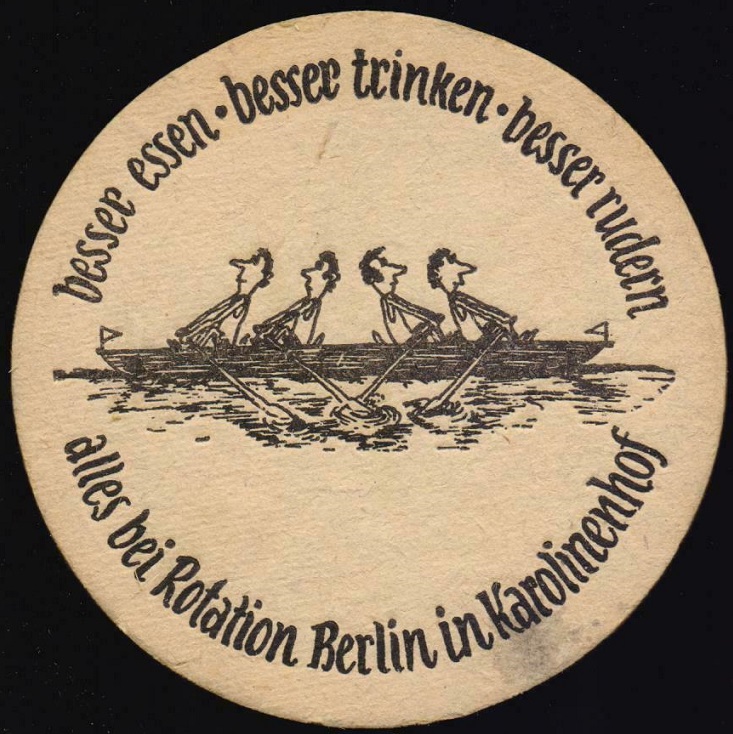 besser essen · besser trinken · besser rudern
alles bei Rotation Berlin in Karolinenhof